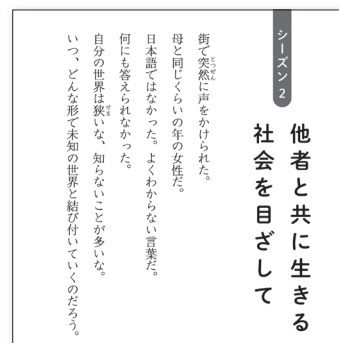 シーズン 2
他者と共に生きる
社会を目ざして
街で突然に声をかけられた。
とつぜん
母と同じくらいの年の女性だ。
日本語ではなかった。よくわからない言葉だ。
何にも答えられなかった。
自分の世界は狭いな、知らないことが多いな。
せま
いつ、どんな形で未知の世界と結び付いていくのだろう。